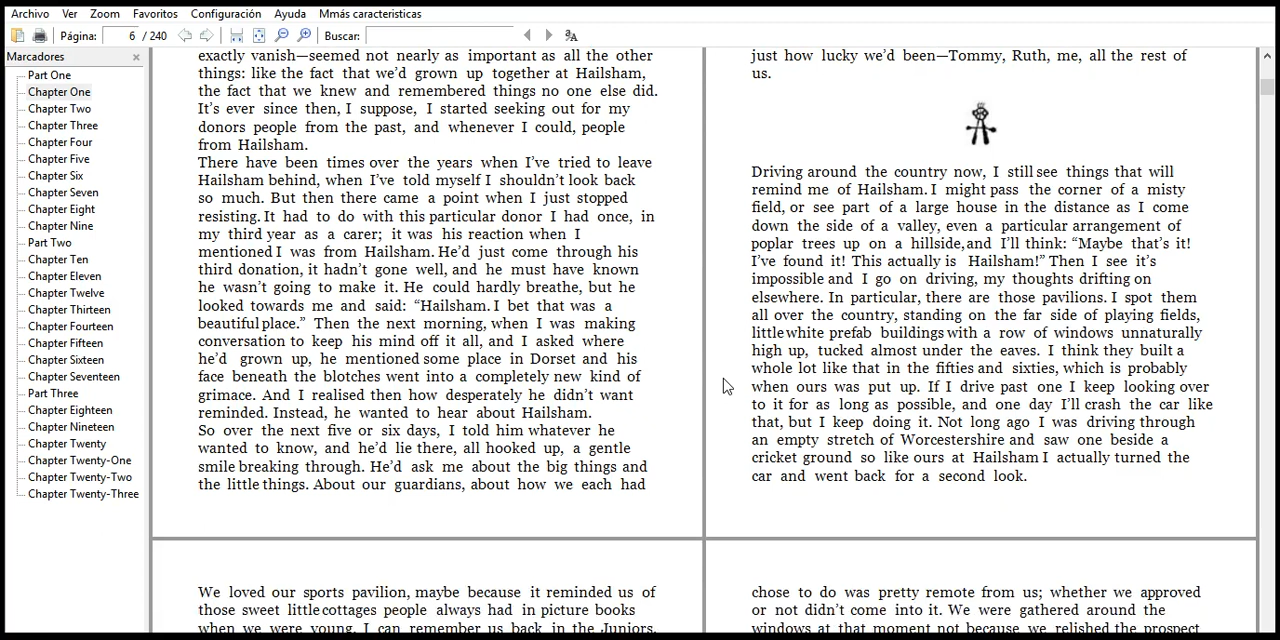 Archivo Ver Zoom Favoritos Configuración Ayuda Mmás caracteristicas
Página: 6 / 240 Buscar:
Marcadores
Part One
Chapter One
Chapter Two
Chapter Three
Chapter Four
Chapter Five
Chapter Six
Chapter Seven
Chapter Eight
Chapter Nine
Part Two
Chapter Ten
Chapter Eleven
Chapter Twelve
Chapter Thirteen
Chapter Fourteen
Chapter Fifteen
Chapter Sixteen
Chapter Seventeen
Part Three
Chapter Eighteen
Chapter Nineteen
Chapter Twenty
Chapter Twenty-One
Chapter Twenty-Two
Chapter Twenty-Three
exactly vanish—seemed not nearly as important as all the other
things: like the fact that we’d grown up together at Hailsham,
the fact that we knew and remembered things no one else did.
It’s ever since then, I suppose, I started seeking out for my
donors people from the past, and whenever I could, people
from Hailsham.
There have been times over the years when I’ve tried to leave
Hailsham behind, when I’ve told myself I shouldn’t look back
so much. But then there came a point when I just stopped
resisting. It had to do with this particular donor I had once, in
my third year as a carer; it was his reaction when I
mentioned I was from Hailsham. He’d just come through his
third donation, it hadn’t gone well, and he must have known
he wasn’t going to make it. He could hardly breathe, but he
looked towards me and said: “Hailsham. I bet that was a
beautiful place.” Then the next morning, when I was making
conversation to keep his mind off it all, and I asked where
he’d grown up, he mentioned some place in Dorset and his
face beneath the blotches went into a completely new kind of
grimace. And I realised then how desperately he didn’t want
reminded. Instead, he wanted to hear about Hailsham.
So over the next five or six days, I told him whatever he
wanted to know, and he’d lie there, all hooked up, a gentle
smile breaking through. He’d ask me about the big things and
the little things. About our guardians, about how we each had
just how lucky we’d been—Tommy, Ruth, me, all the rest of
us.
Driving around the country now, I still see things that will
remind me of Hailsham. I might pass the corner of a misty
field, or see part of a large house in the distance as I come
down the side of a valley, even a particular arrangement of
poplar trees up on a hillside, and I’ll think: “Maybe that’s it!
I’ve found it! This actually is Hailsham!” Then I see it’s
impossible and I go on driving, my thoughts drifting on
elsewhere. In particular, there are those pavilions. I spot them
all over the country, standing on the far side of playing fields,
little white prefab buildings with a row of windows unnaturally
high up, tucked almost under the eaves. I think they built a
whole lot like that in the fifties and sixties, which is probably
when ours was put up. If I drive past one I keep looking over
to it for as long as possible, and one day I’ll crash the car like
that, but I keep doing it. Not long ago I was driving through
an empty stretch of Worcestershire and saw one beside a
cricket ground so like ours at Hailsham I actually turned the
car and went back for a second look.
We loved our sports pavilion, maybe because it reminded us of
those sweet little cottages people always had in picture books
when we were young. I can remember us back in the Juniors,
chose to do was pretty remote from us; whether we approved
or not didn’t come into it. We were gathered around the
windows at that moment not because we relished the prospect